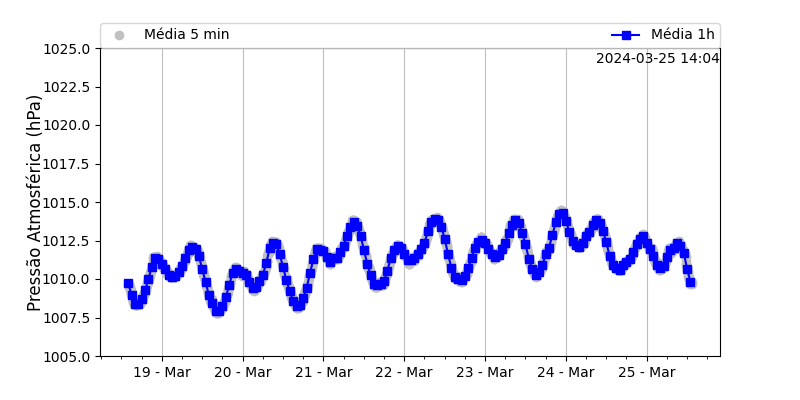 Média 5 min
Média 1h
2024-03-25 14:04
Pressão Atmosférica (hPa)
1025.0
1022.5
1020.0
1017.5
1015.0
1012.5
1010.0
1007.5
1005.0
19 - Mar
20 - Mar
21 - Mar
22 - Mar
23 - Mar
24 - Mar
25 - Mar